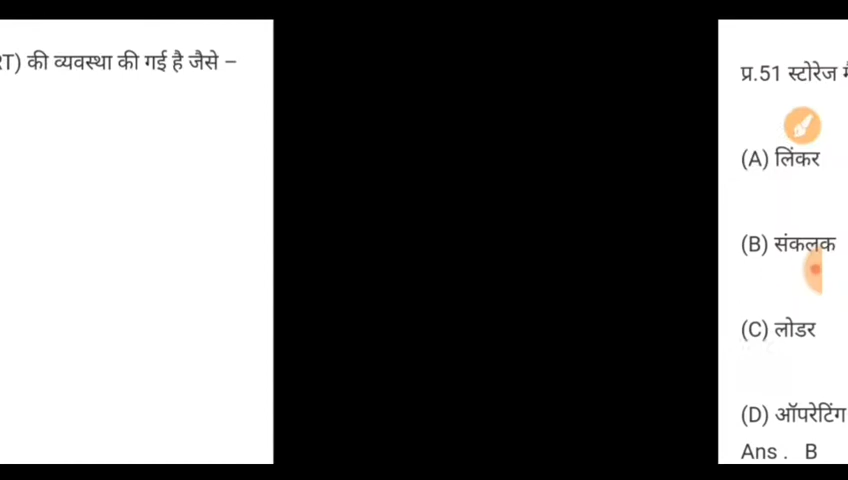 T) की व्यवस्था की गई है जैसे –
प्र.51 स्टोरेज
(A) लिंकर
(B) संकलक
(C) लोडर
(D) ऑपरेटिंग
Ans . B